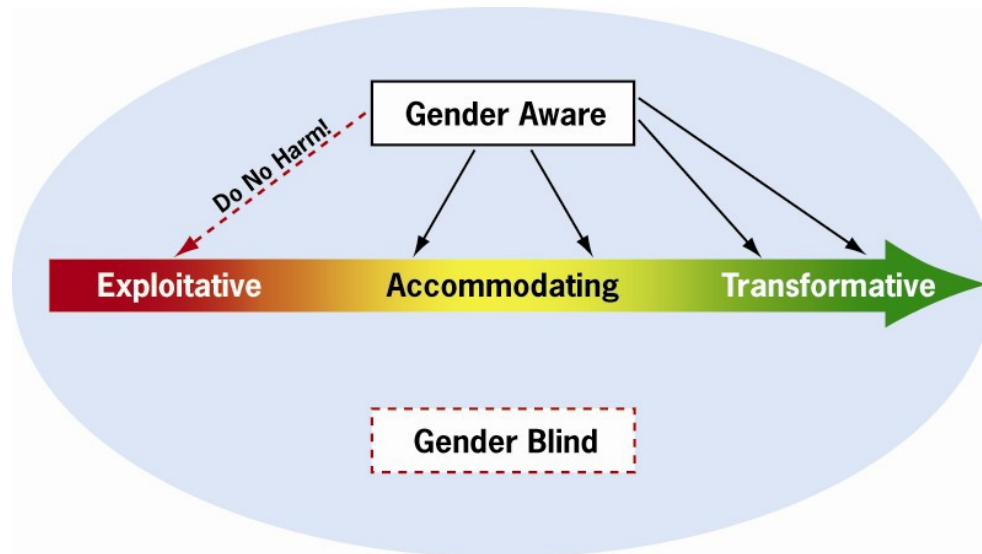 Gender Aware
Do No Harm!
Exploitative
Accommodating
Transformative
Gender Blind